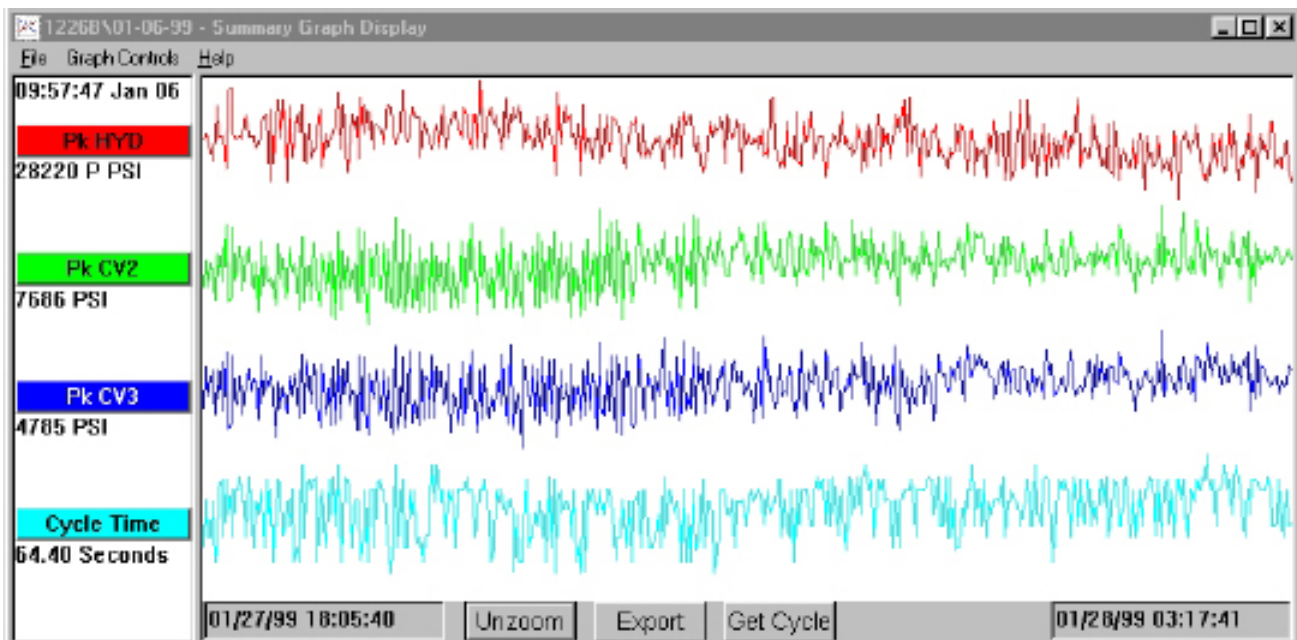 12268\01-06-99 - Summary Graph Display
File Graph Controls Help
09:57:47 Jan 06
Pk HYD
28220 P PSI
Pk CV2
7686 PSI
Pk CV3
4785 PSI
Cycle Time
64.40 Seconds
01/27/99 18:05:40 Unzoom Export Get Cycle 01/28/99 03:17:41